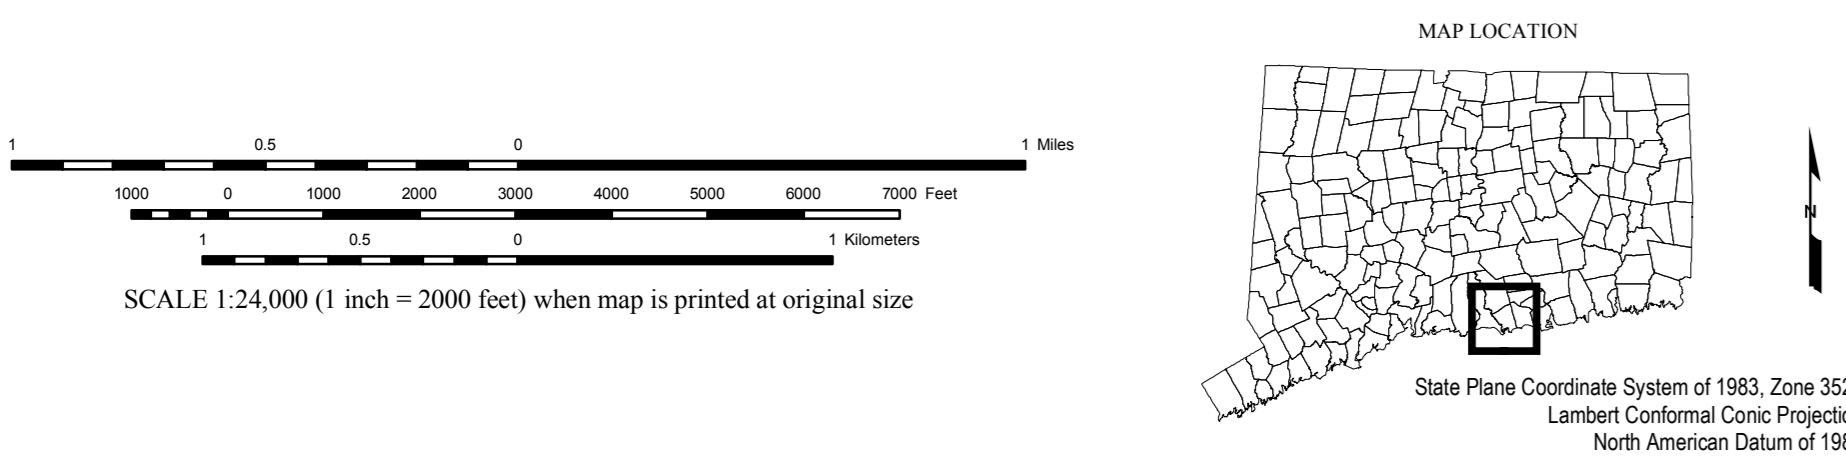 MAP LOCATION
1 0.5 0 1 Miles
1000 0 1000 2000 3000 4000 5000 6000 7000 Feet
1 0.5 0 1 Kilometers
SCALE 1:24,000 (1 inch = 2000 feet) when map is printed at original size
N
State Plane Coordinate System of 1983, Zone 352
Lambert Conformal Conic Projectio
North American Datum of 198